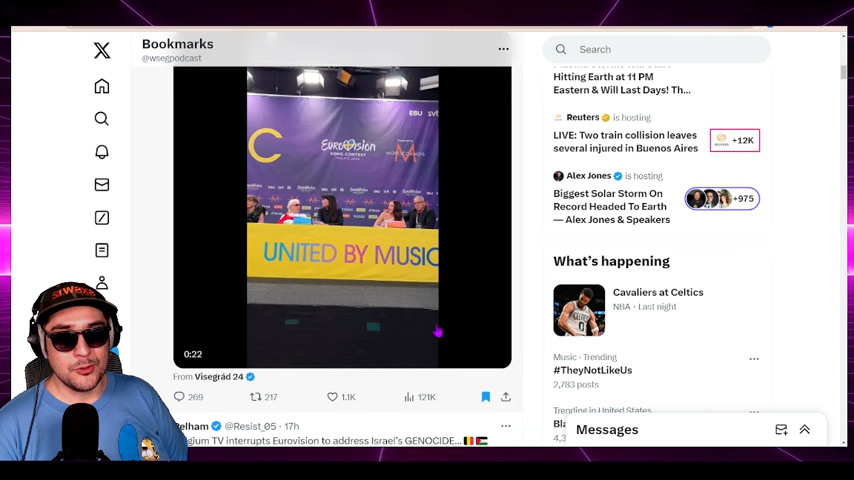 Bookmarks
@wsegpodcast
EBU
svt
C
EUROVISION
SONG CONTEST
UNITED BY MUSIC
0:22
From Visegrád 24
269
217
1.1K
121K
@Resist_05 · 17h
TV interrupts Eurovision to address Israel's GENOCIDE...
Search
Hitting Earth at 11 PM
Eastern & Will Last Days! Th...
Reuters is hosting
LIVE: Two train collision leaves
several injured in Buenos Aires
+12K
Alex Jones is hosting
Biggest Solar Storm On
Record Headed To Earth
— Alex Jones & Speakers
+975
What's happening
Cavaliers at Celtics
NBA · Last night
Music · Trending
#TheyNotLikeUs
2,783 posts
Trending in United States
Messages